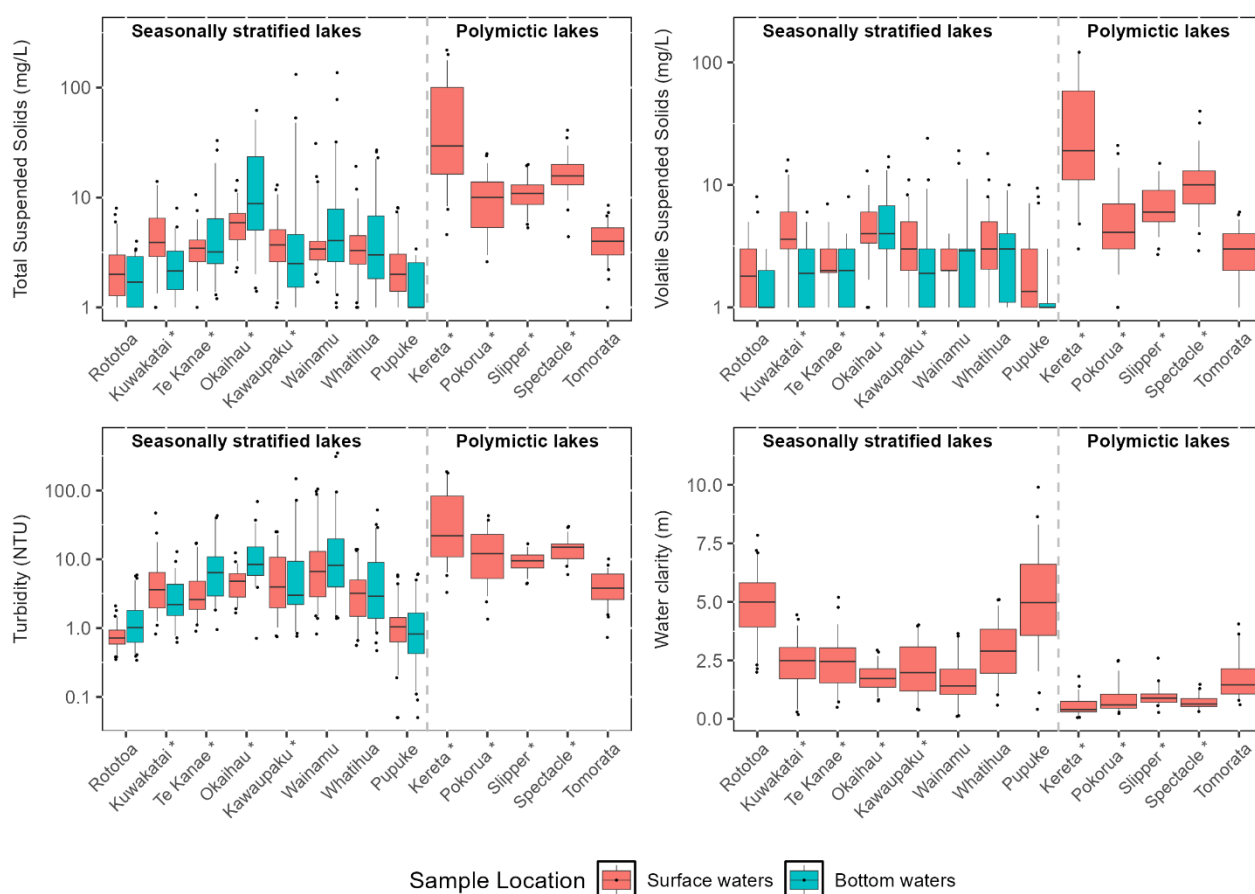 Seasonally stratified lakes Polymictic lakes
Total Suspended Solids (mg/L)
100
10
1
Rototoa Kuwakatai * Te Kanae * Okaihau * Kawaupaku * Wainamu Whatihua Pupuke Kereta * Pokorua * Slipper * Spectacle * Tomorata
Seasonally stratified lakes Polymictic lakes
Volatile Suspended Solids (mg/L)
100
10
1
Rototoa Kuwakatai * Te Kanae * Okaihau * Kawaupaku * Wainamu Whatihua Pupuke Kereta * Pokorua * Slipper * Spectacle * Tomorata
Seasonally stratified lakes Polymictic lakes
Turbidity (NTU)
100.0
10.0
1.0
0.1
Rototoa Kuwakatai * Te Kanae * Okaihau * Kawaupaku * Wainamu Whatihua Pupuke Kereta * Pokorua * Slipper * Spectacle * Tomorata
Seasonally stratified lakes Polymictic lakes
Water clarity (m)
10.0
7.5
5.0
2.5
0.0
Rototoa Kuwakatai * Te Kanae * Okaihau * Kawaupaku * Wainamu Whatihua Pupuke Kereta * Pokorua * Slipper * Spectacle * Tomorata
Sample Location Surface waters Bottom waters